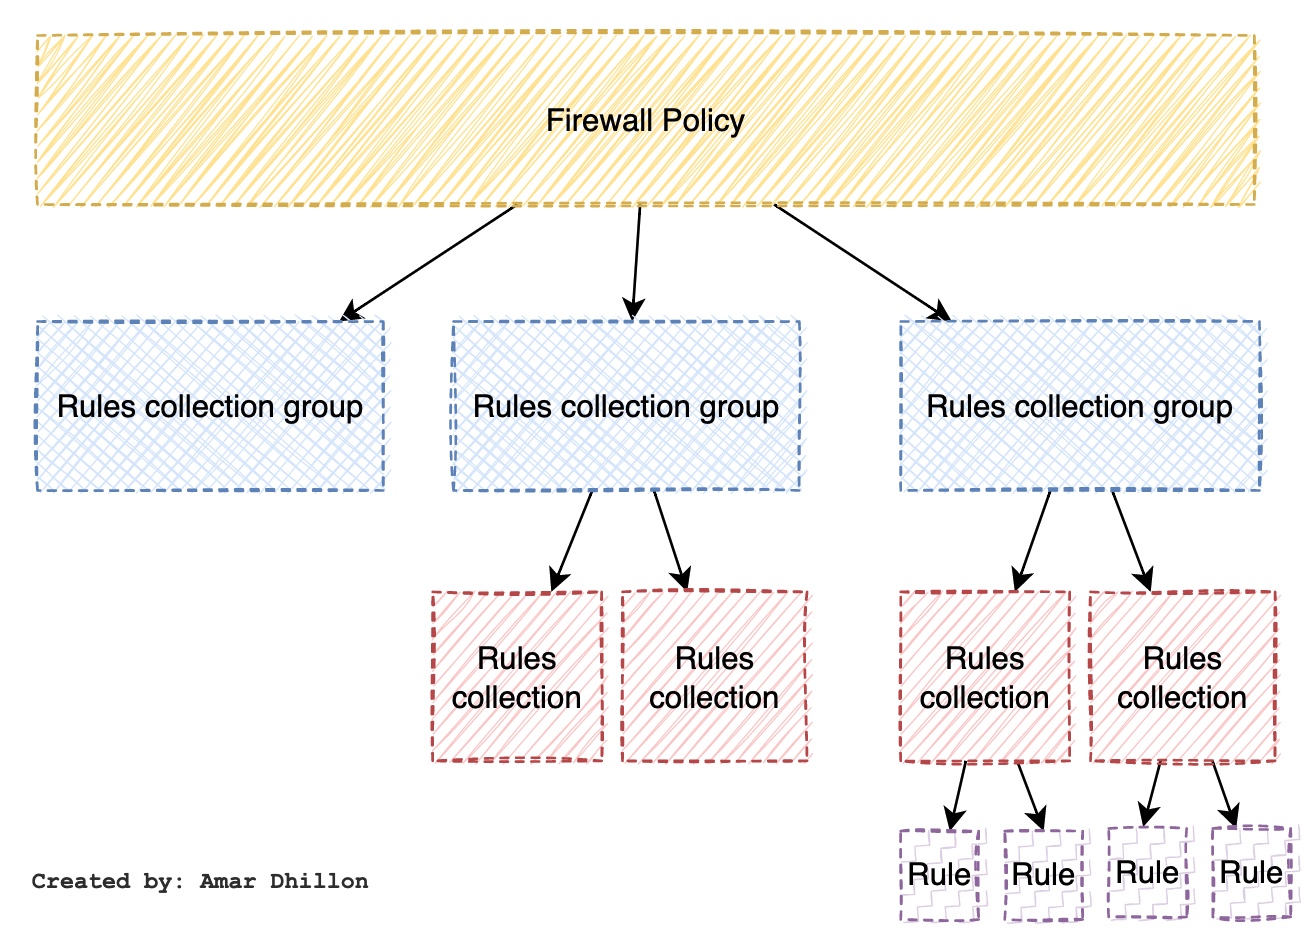 Firewall Policy
Rules collection group
Rules collection group
Rules collection group
Rules
collection
Rules
collection
Rules
collection
Rules
collection
Rule
Rule
Rule
Rule
Created by: Amar Dhillon